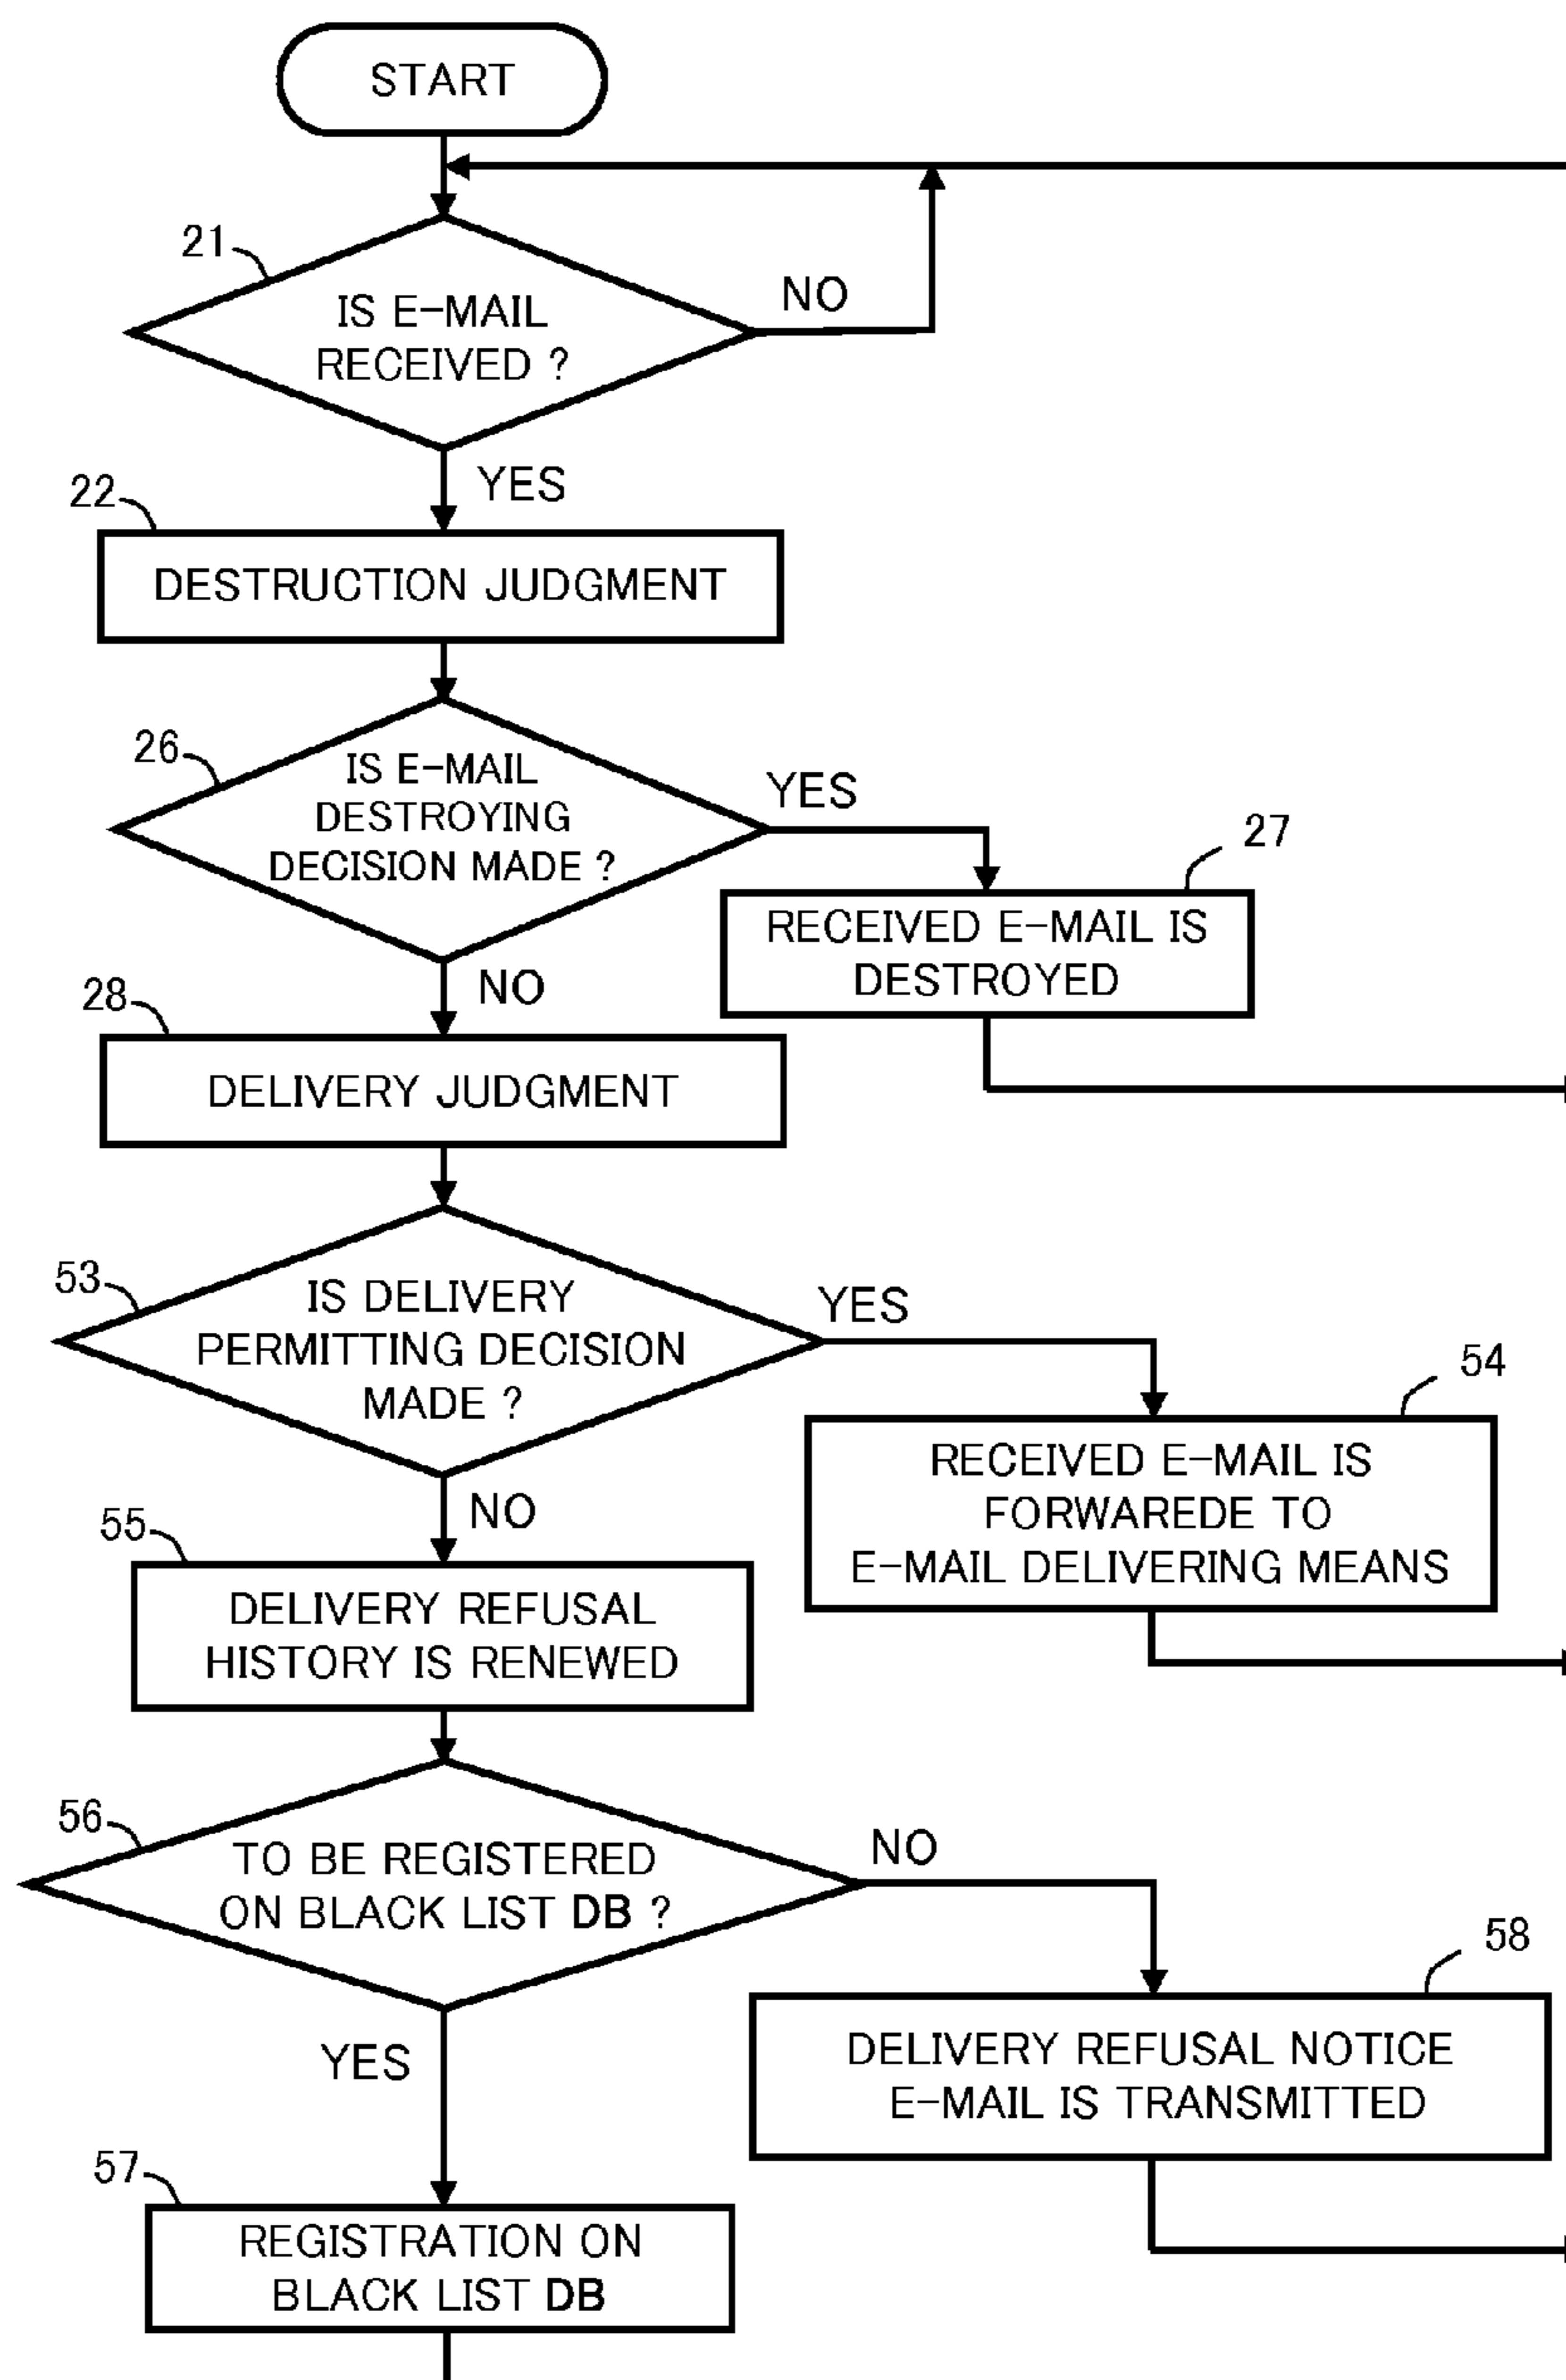 START
21
IS E-MAIL
RECEIVED ?
NO
YES
22
DESTRUCTION JUDGMENT
26
IS E-MAIL
DESTROYING
DECISION MADE ?
YES
27
RECEIVED E-MAIL IS
DESTROYED
NO
28
DELIVERY JUDGMENT
53
IS DELIVERY
PERMITTING DECISION
MADE ?
YES
54
RECEIVED E-MAIL IS
FORWAREDE TO
E-MAIL DELIVERING MEANS
NO
55
DELIVERY REFUSAL
HISTORY IS RENEWED
56
TO BE REGISTERED
ON BLACK LIST DB ?
NO
58
DELIVERY REFUSAL NOTICE
E-MAIL IS TRANSMITTED
YES
57
REGISTRATION ON
BLACK LIST DB